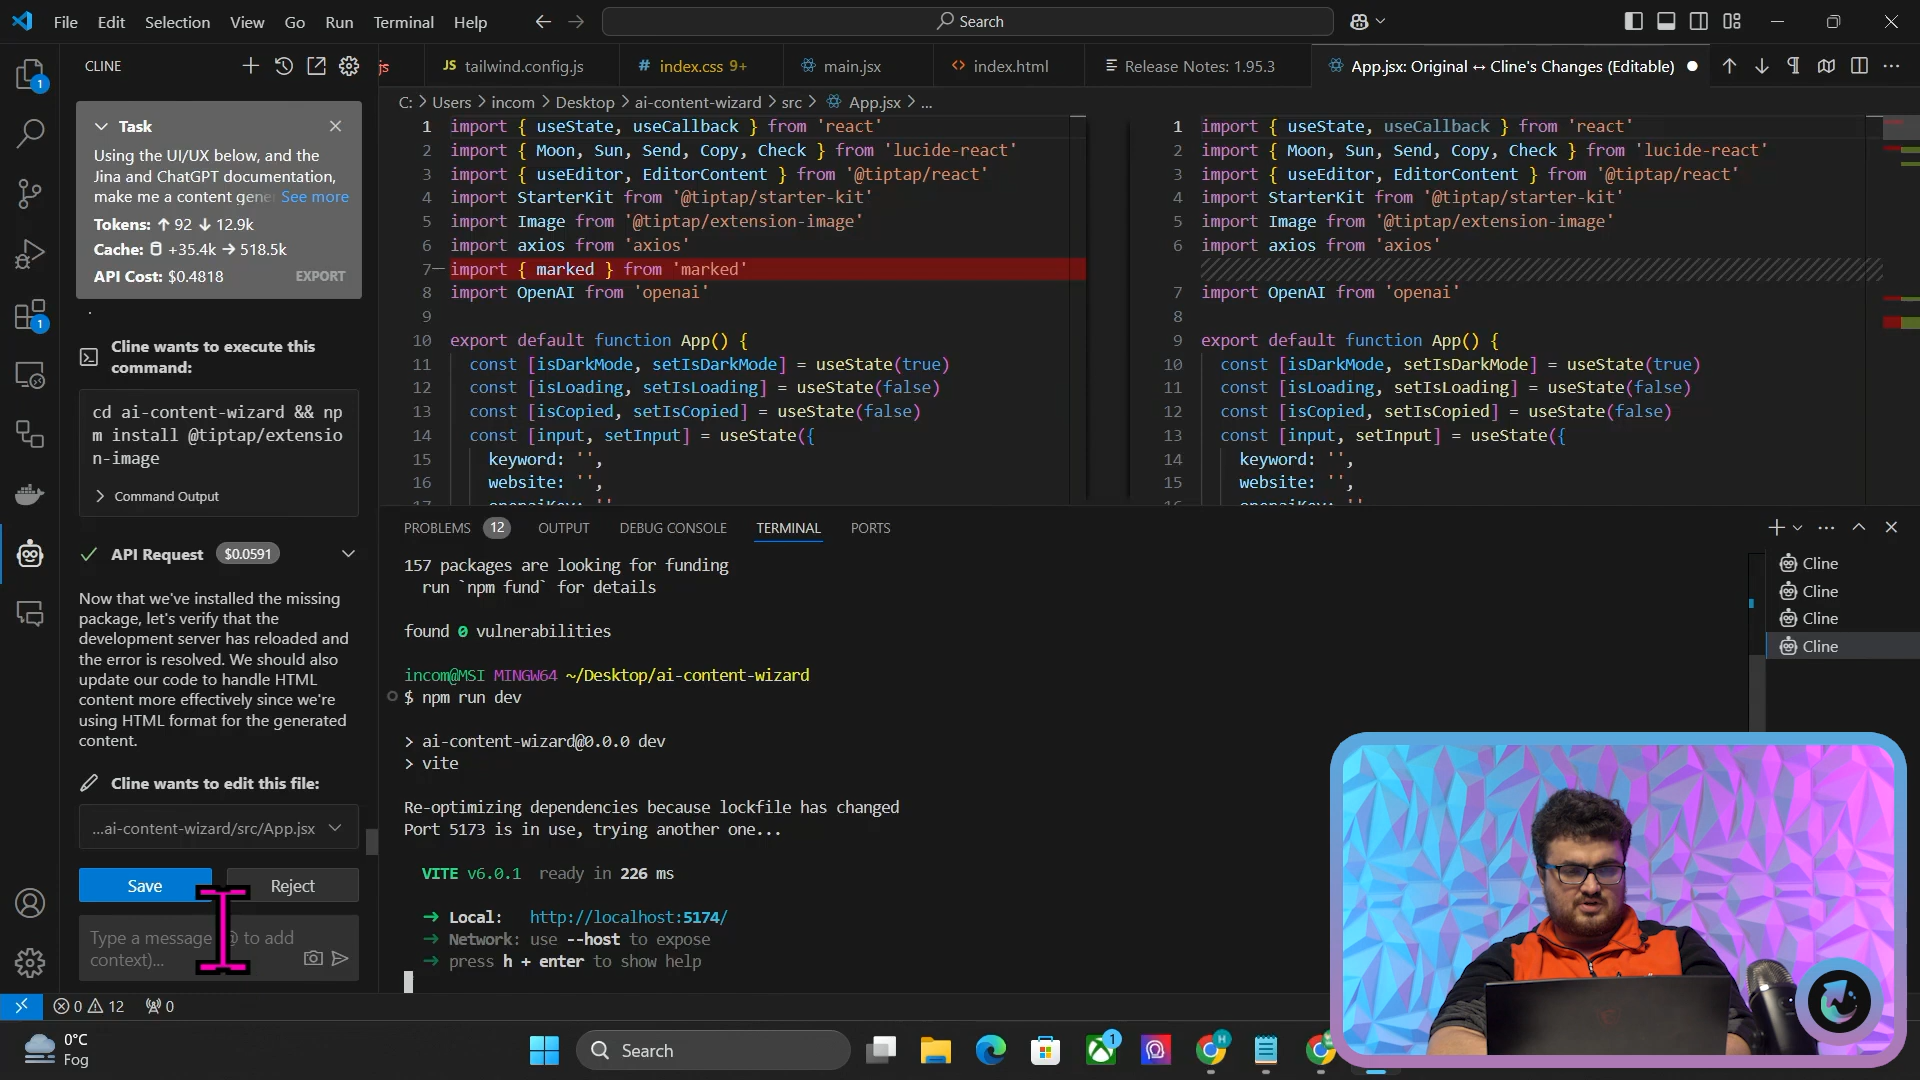 File Edit Selection View Go Run Terminal Help
Search
CLINE
1
1
Task
Using the UI/UX below, and the
Jina and ChatGPT documentation,
make me a content gene See more
Tokens: ↑ 92 ↓ 12.9k
Cache: +35.4k → 518.5k
API Cost: $0.4818 EXPORT
.
Cline wants to execute this
command:
cd ai-content-wizard && np
m install @tiptap/extensio
n-image
Command Output
API Request $0.0591
Now that we've installed the missing
package, let's verify that the
development server has reloaded and
the error is resolved. We should also
update our code to handle HTML
content more effectively since we're
using HTML format for the generated
content.
Cline wants to edit this file:
...ai-content-wizard/src/App.jsx
Save Reject
Type a message @ to add
context)...
js JS tailwind.config.js # index.css 9+ main.jsx <> index.html Release Notes: 1.95.3 App.jsx: Original ↔ Cline's Changes (Editable)
C: > Users > incom > Desktop > ai-content-wizard > src > App.jsx > ...
1 import { useState, useCallback } from 'react'
2 import { Moon, Sun, Send, Copy, Check } from 'lucide-react'
3 import { useEditor, EditorContent } from '@tiptap/react'
4 import StarterKit from '@tiptap/starter-kit'
5 import Image from '@tiptap/extension-image'
6 import axios from 'axios'
7— import { marked } from 'marked'
8 import OpenAI from 'openai'
9
10 export default function App() {
11 const [isDarkMode, setIsDarkMode] = useState(true)
12 const [isLoading, setIsLoading] = useState(false)
13 const [isCopied, setIsCopied] = useState(false)
14 const [input, setInput] = useState({
15 keyword: '',
16 website: '',
17 openaiKey: ''
1 import { useState, useCallback } from 'react'
2 import { Moon, Sun, Send, Copy, Check } from 'lucide-react'
3 import { useEditor, EditorContent } from '@tiptap/react'
4 import StarterKit from '@tiptap/starter-kit'
5 import Image from '@tiptap/extension-image'
6 import axios from 'axios'
7 import OpenAI from 'openai'
8
9 export default function App() {
10 const [isDarkMode, setIsDarkMode] = useState(true)
11 const [isLoading, setIsLoading] = useState(false)
12 const [isCopied, setIsCopied] = useState(false)
13 const [input, setInput] = useState({
14 keyword: '',
15 website: '',
16 openaiKey: ''
PROBLEMS 12 OUTPUT DEBUG CONSOLE TERMINAL PORTS
157 packages are looking for funding
run `npm fund` for details
found 0 vulnerabilities
incom@MSI MINGW64 ~/Desktop/ai-content-wizard
$ npm run dev
> ai-content-wizard@0.0.0 dev
> vite
Re-optimizing dependencies because lockfile has changed
Port 5173 is in use, trying another one...
VITE v6.0.1 ready in 226 ms
→ Local: http://localhost:5174/
→ Network: use --host to expose
→ press h + enter to show help
Cline
Cline
Cline
Cline
0 12 0
0°C
Fog
Search
1
H